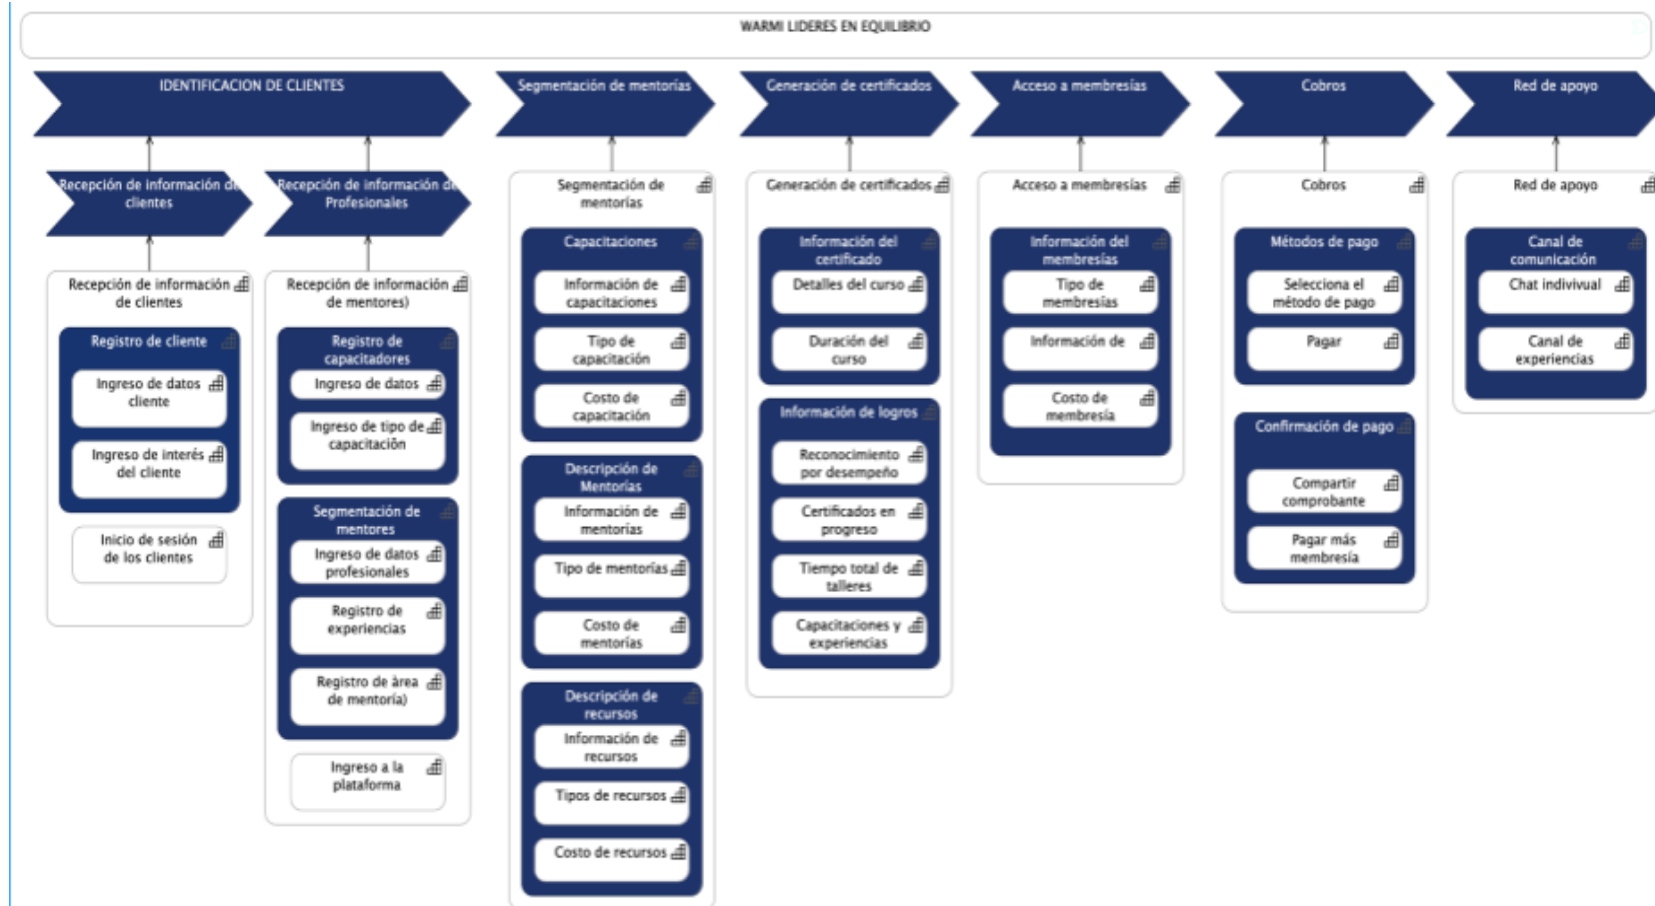 WARMI LIDERES EN EQUILIBRIO
IDENTIFICACION DE CLIENTES
Segmentación de mentorías
Generación de certificados
Acceso a membresías
Cobros
Red de apoyo
Recepción de información de
clientes
Recepción de información de
Profesionales
Recepción de información
de clientes
Registro de cliente
Ingreso de datos
cliente
Ingreso de interés
del cliente
Inicio de sesión
de los clientes
Recepción de información
de mentores)
Registro de
capacitadores
Ingreso de datos
Ingreso de tipo de
capacitación
Segmentación de
mentores
Ingreso de datos
profesionales
Registro de
experiencias
Registro de área
de mentoría)
Ingreso a la
plataforma
Segmentación de
mentorías
Capacitaciones
Información de
capacitaciones
Tipo de
capacitación
Costo de
capacitación
Descripción de
Mentorías
Información de
mentorías
Tipo de mentorías
Costo de
mentorías
Descripción de
recursos
Información de
recursos
Tipos de recursos
Costo de recursos
Generación de certificados
Información del
certificado
Detalles del curso
Duración del
curso
Información de logros
Reconocimiento
por desempeño
Certificados en
progreso
Tiempo total de
talleres
Capacitaciones y
experiencias
Acceso a membresías
Información del
membresías
Tipo de
membresías
Información de
Costo de
membresía
Cobros
Métodos de pago
Selecciona el
método de pago
Pagar
Confirmación de pago
Compartir
comprobante
Pagar más
membresía
Red de apoyo
Canal de
comunicación
Chat indivivual
Canal de
experiencias